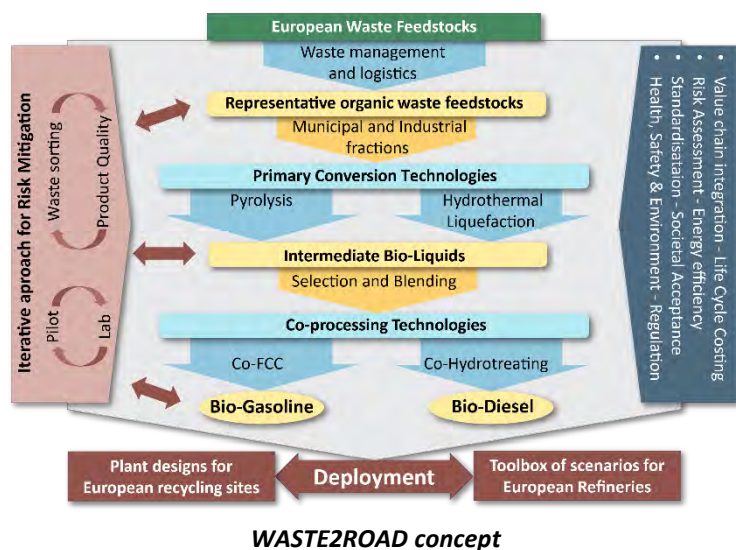 European Waste Feedstocks
Waste management
and logistics
Representative organic waste feedstocks
Municipal and Industrial
fractions
Primary Conversion Technologies
Pyrolysis
Hydrothermal
Liquefaction
Intermediate Bio-Liquids
Selection and Blending
Co-processing Technologies
Co-FCC
Co-Hydrotreating
Bio-Gasoline
Bio-Diesel
Iterative aproach for Risk Mitigation
Waste sorting
Product Quality
Pilot
Lab
• Value chain integration - Life Cycle Costing
• Risk Assessment - Energy efficiency
• Standardisataion - Societal Acceptance
• Health, Safety & Environment - Regulation
Plant designs for
European recycling sites
Deployment
Toolbox of scenarios for
European Refineries
WASTE2ROAD concept